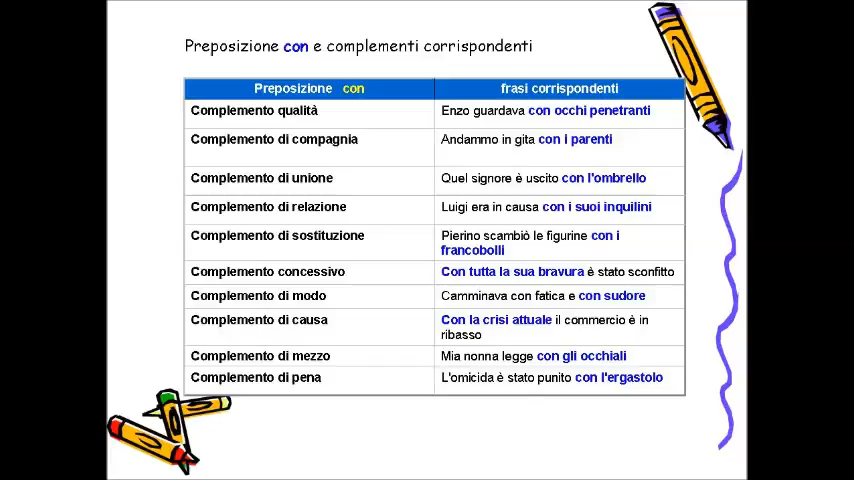 Preposizione con e complementi corrispondenti
Preposizione con frasi corrispondenti
Complemento qualità Enzo guardava con occhi penetranti
Complemento di compagnia Andammo in gita con i parenti
Complemento di unione Quel signore è uscito con l'ombrello
Complemento di relazione Luigi era in causa con i suoi inquilini
Complemento di sostituzione Pierino scambiò le figurine con i
francobolli
Complemento concessivo Con tutta la sua bravura è stato sconfitto
Complemento di modo Camminava con fatica e con sudore
Complemento di causa Con la crisi attuale il commercio è in
ribasso
Complemento di mezzo Mia nonna legge con gli occhiali
Complemento di pena L'omicida è stato punito con l'ergastolo